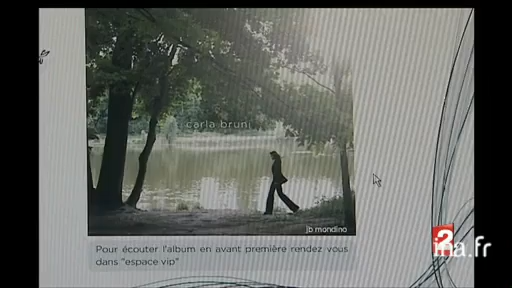 carla bruni
jb mondino
Pour écouter l'album en avant première rendez vous
dans "espace vip"
2
ina.fr